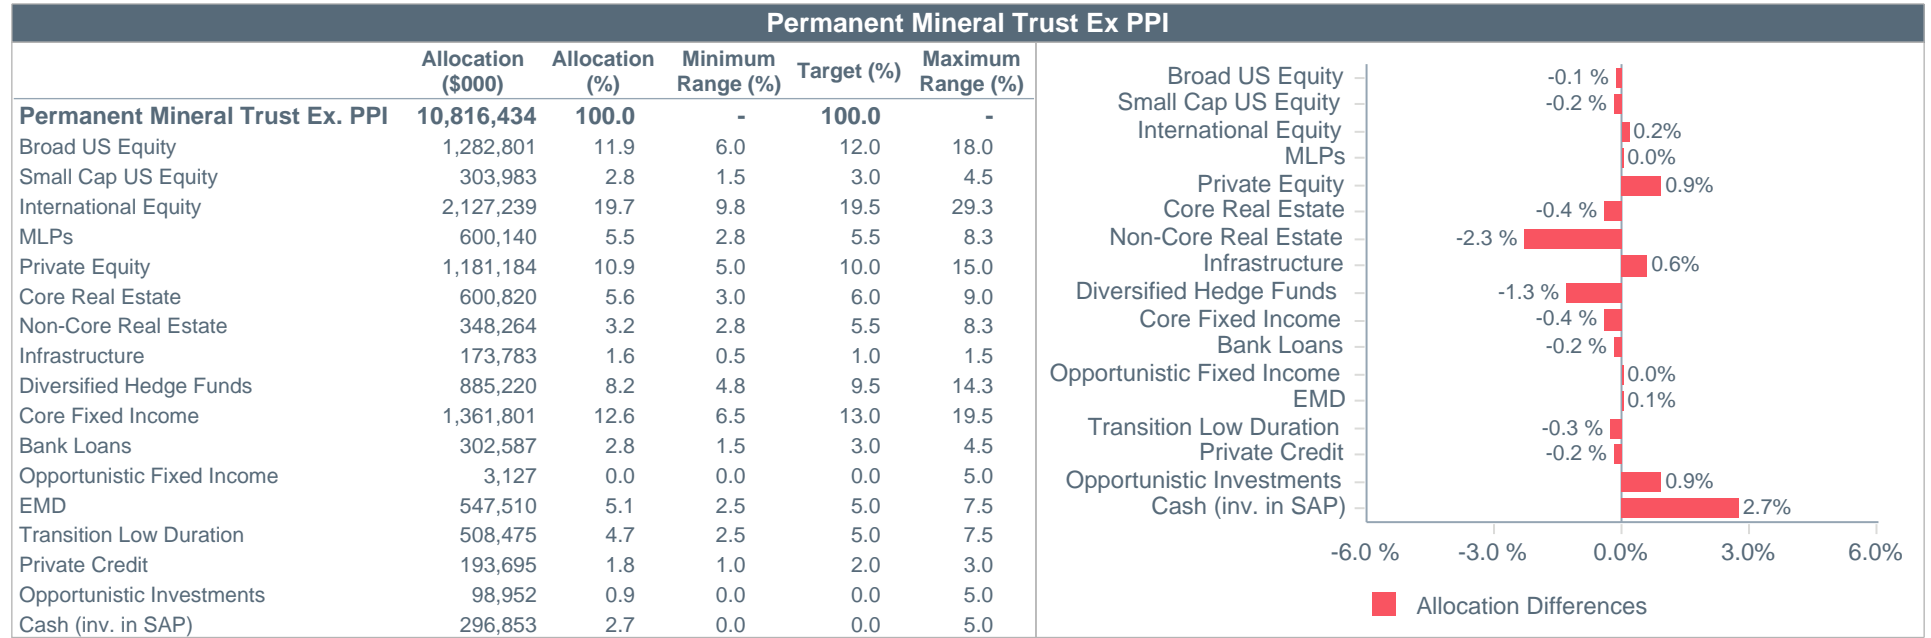 Permanent Mineral Trust Ex PPI
Allocation ($000) Allocation (%) Minimum Range (%) Target (%) Maximum Range (%)
Permanent Mineral Trust Ex. PPI 10,816,434 100.0 - 100.0 -
Broad US Equity 1,282,801 11.9 6.0 12.0 18.0
Small Cap US Equity 303,983 2.8 1.5 3.0 4.5
International Equity 2,127,239 19.7 9.8 19.5 29.3
MLPs 600,140 5.5 2.8 5.5 8.3
Private Equity 1,181,184 10.9 5.0 10.0 15.0
Core Real Estate 600,820 5.6 3.0 6.0 9.0
Non-Core Real Estate 348,264 3.2 2.8 5.5 8.3
Infrastructure 173,783 1.6 0.5 1.0 1.5
Diversified Hedge Funds 885,220 8.2 4.8 9.5 14.3
Core Fixed Income 1,361,801 12.6 6.5 13.0 19.5
Bank Loans 302,587 2.8 1.5 3.0 4.5
Opportunistic Fixed Income 3,127 0.0 0.0 0.0 5.0
EMD 547,510 5.1 2.5 5.0 7.5
Transition Low Duration 508,475 4.7 2.5 5.0 7.5
Private Credit 193,695 1.8 1.0 2.0 3.0
Opportunistic Investments 98,952 0.9 0.0 0.0 5.0
Cash (inv. in SAP) 296,853 2.7 0.0 0.0 5.0
Broad US Equity -0.1 %
Small Cap US Equity -0.2 %
International Equity 0.2%
MLPs 0.0%
Private Equity 0.9%
Core Real Estate -0.4 %
Non-Core Real Estate -2.3 %
Infrastructure 0.6%
Diversified Hedge Funds -1.3 %
Core Fixed Income -0.4 %
Bank Loans -0.2 %
Opportunistic Fixed Income 0.0%
EMD 0.1%
Transition Low Duration -0.3 %
Private Credit -0.2 %
Opportunistic Investments 0.9%
Cash (inv. in SAP) 2.7%
-6.0 % -3.0 % 0.0% 3.0% 6.0%
Allocation Differences